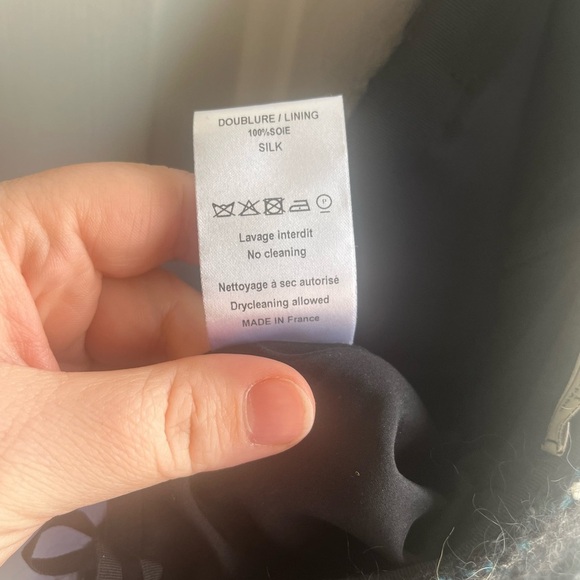 DOUBLURE / LINING
100%SOIE
SILK
P
Lavage interdit
No cleaning
Nettoyage à sec autorisé
Drycleaning allowed
MADE IN France